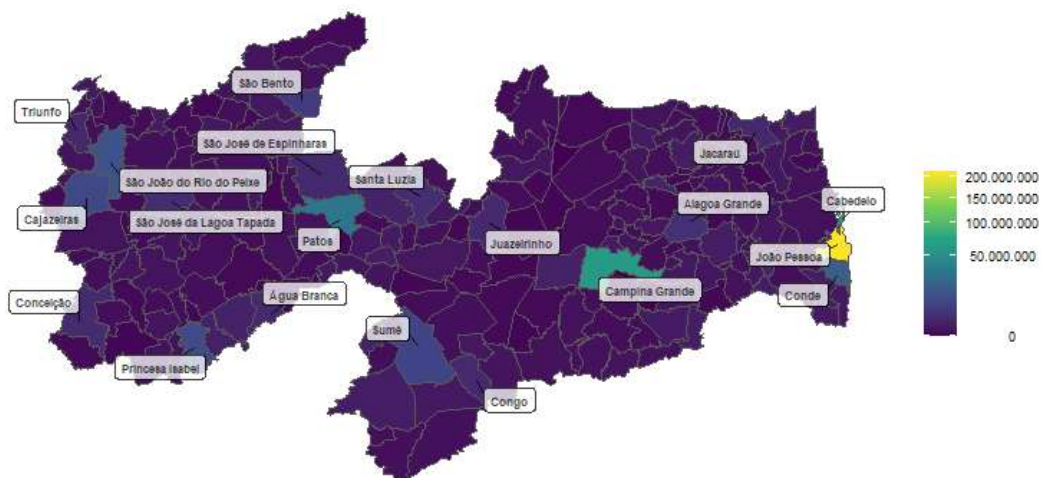 São Bento
Triunfo
São José de Espinharas
Jacaraú
Santa Luzia
São João do Rio do Peixe
Cabedelo
Alagoa Grande
Cajazeiras
São José da Lagoa Tapada
Patos
Juazeirinho
João Pessoa
Campina Grande
Conde
Conceição
Água Branca
Sumé
Princesa Isabel
Congo
200.000.000
150.000.000
100.000.000
50.000.000
0